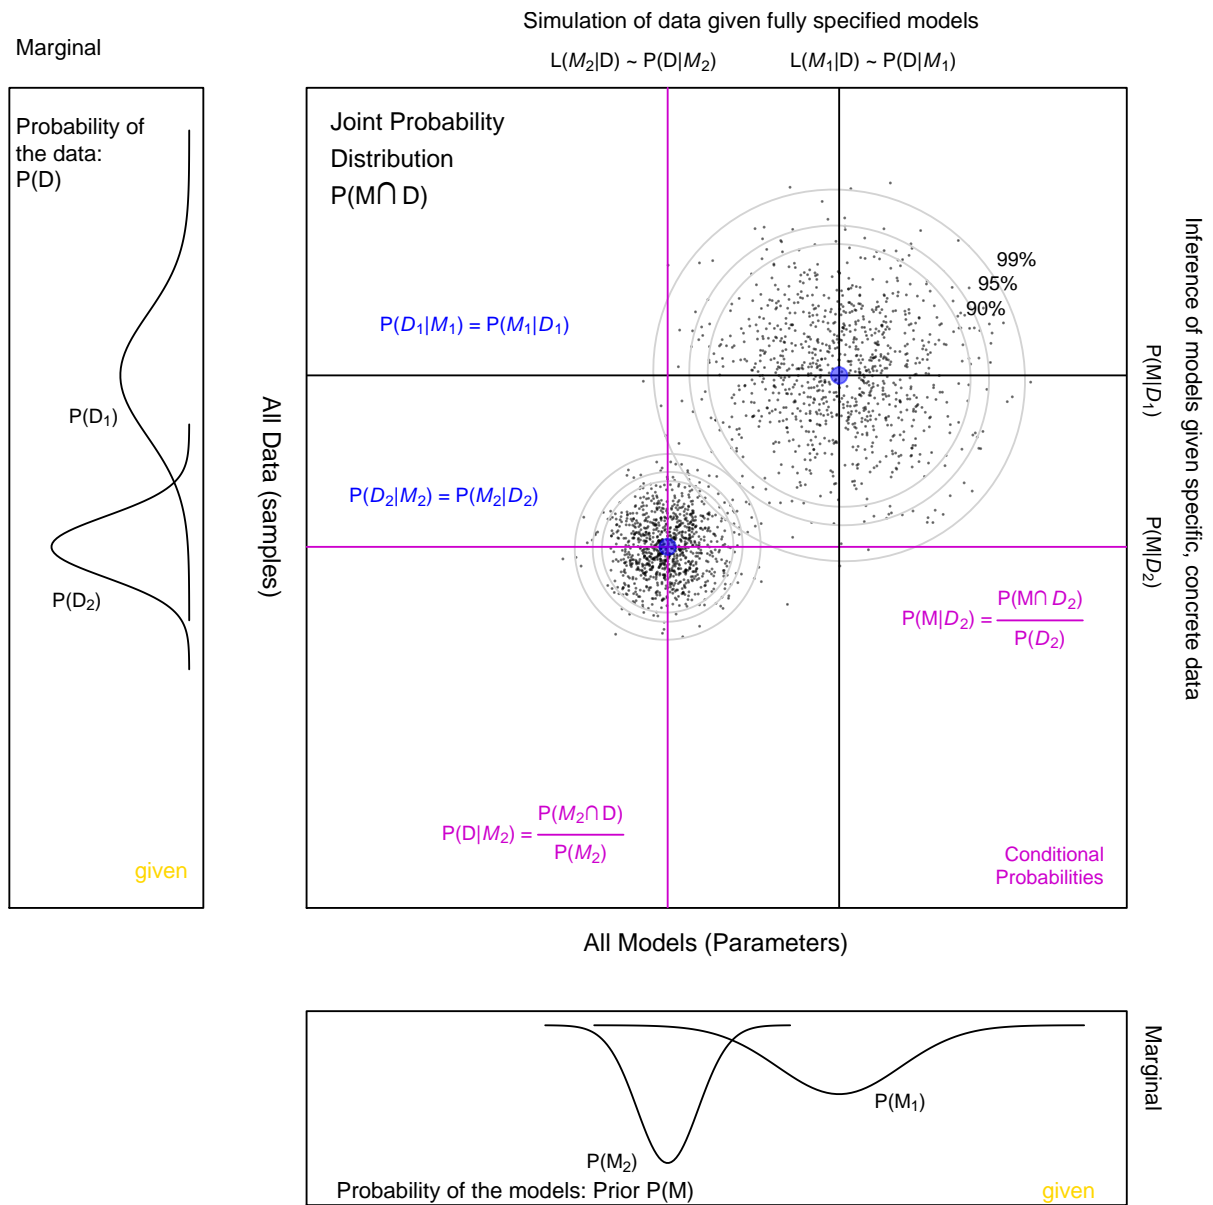 Simulation of data given fully specified models
L(M₂|D) ~ P(D|M₂)
L(M₁|D) ~ P(D|M₁)
Marginal
Probability of
the data:
P(D)
P(D₁)
P(D₂)
given
All Data (samples)
Joint Probability
Distribution
P(M∩D)
99%
95%
90%
P(D₁|M₁) = P(M₁|D₁)
P(D₂|M₂) = P(M₂|D₂)
P(M|D₂) = P(M∩D₂)
P(D₂)
P(D|M₂) = P(M₂∩D)
P(M₂)
Conditional
Probabilities
P(M|D₁)
P(M|D₂)
Inference of models given specific, concrete data
All Models (Parameters)
P(M₁)
P(M₂)
Probability of the models: Prior P(M)
given
Marginal